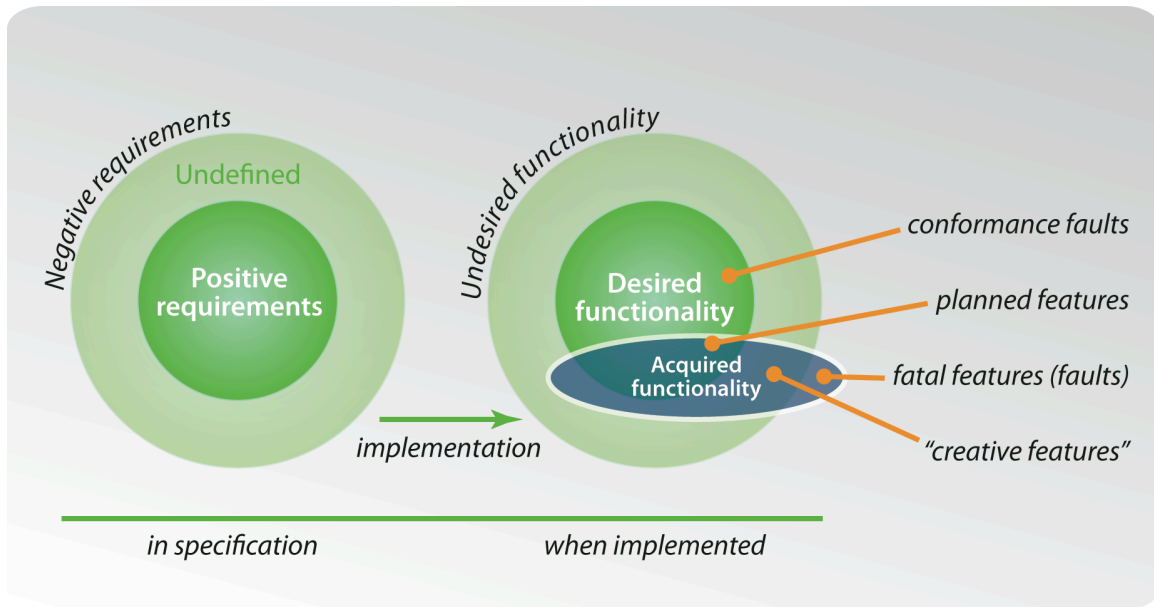 Negative requirements
Undefined
Positive
requirements
Undesired functionality
Desired
functionality
Acquired
functionality
conformance faults
planned features
fatal features (faults)
“creative features”
implementation
in specification
when implemented